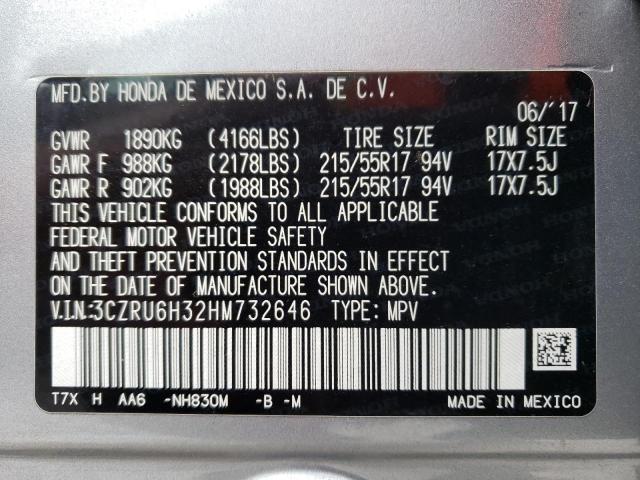 MFD.BY HONDA DE MEXICO S.A. DE C.V.
06/'17
GVWR 1890KG (4166LBS) TIRE SIZE RIM SIZE
GAWR F 988KG (2178LBS) 215/55R17 94V 17X7.5J
GAWR R 902KG (1988LBS) 215/55R17 94V 17X7.5J
THIS VEHICLE CONFORMS TO ALL APPLICABLE
FEDERAL MOTOR VEHICLE SAFETY
AND THEFT PREVENTION STANDARDS IN EFFECT
ON THE DATE OF MANUFACTURE SHOWN ABOVE.
V.I.N:3CZRU6H32HM732646 TYPE: MPV
T7X H AA6 -NH830M -B -M MADE IN MEXICO